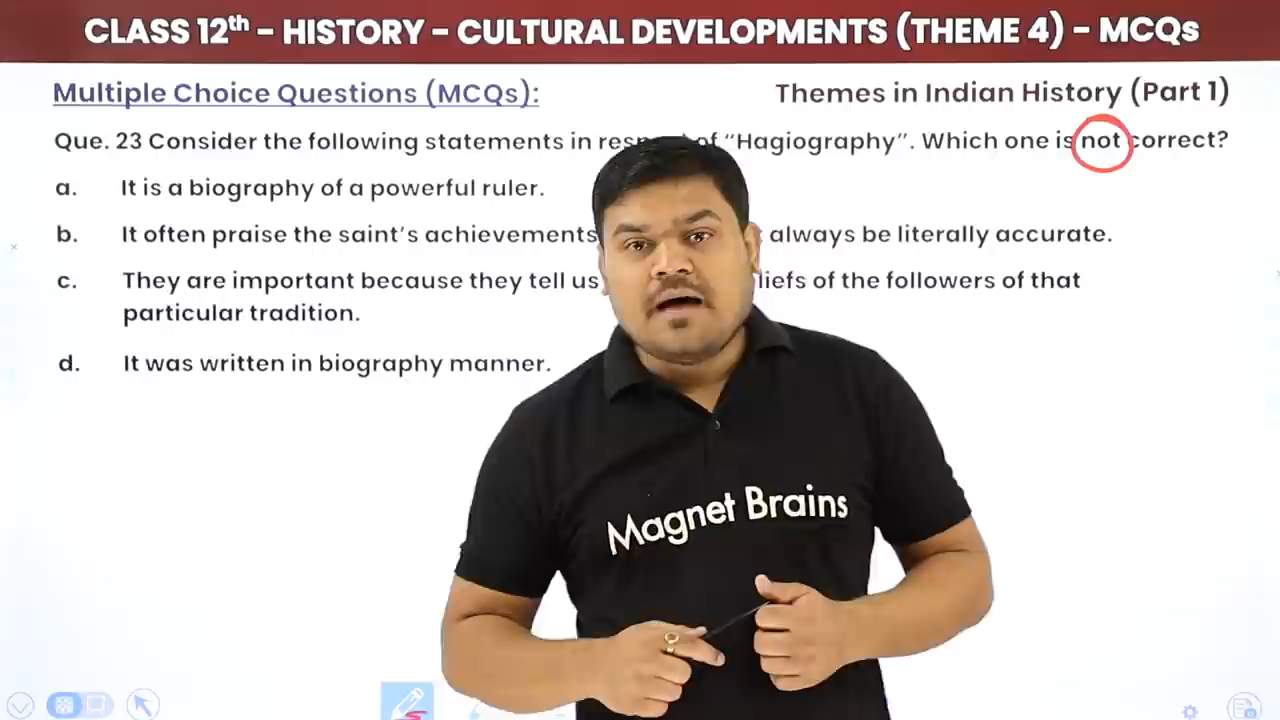 CLASS 12th - HISTORY - CULTURAL DEVELOPMENTS (THEME 4) - MCQs
Multiple Choice Questions (MCQs):
Themes in Indian History (Part 1)
Que. 23 Consider the following statements in of "Hagiography". Which one is not correct?
a. It is a biography of a powerful ruler.
b. It often praise the saint's achievements always be literally accurate.
c. They are important because they tell us of the followers of that
particular tradition.
d. It was written in biography manner.
Magnet Brains